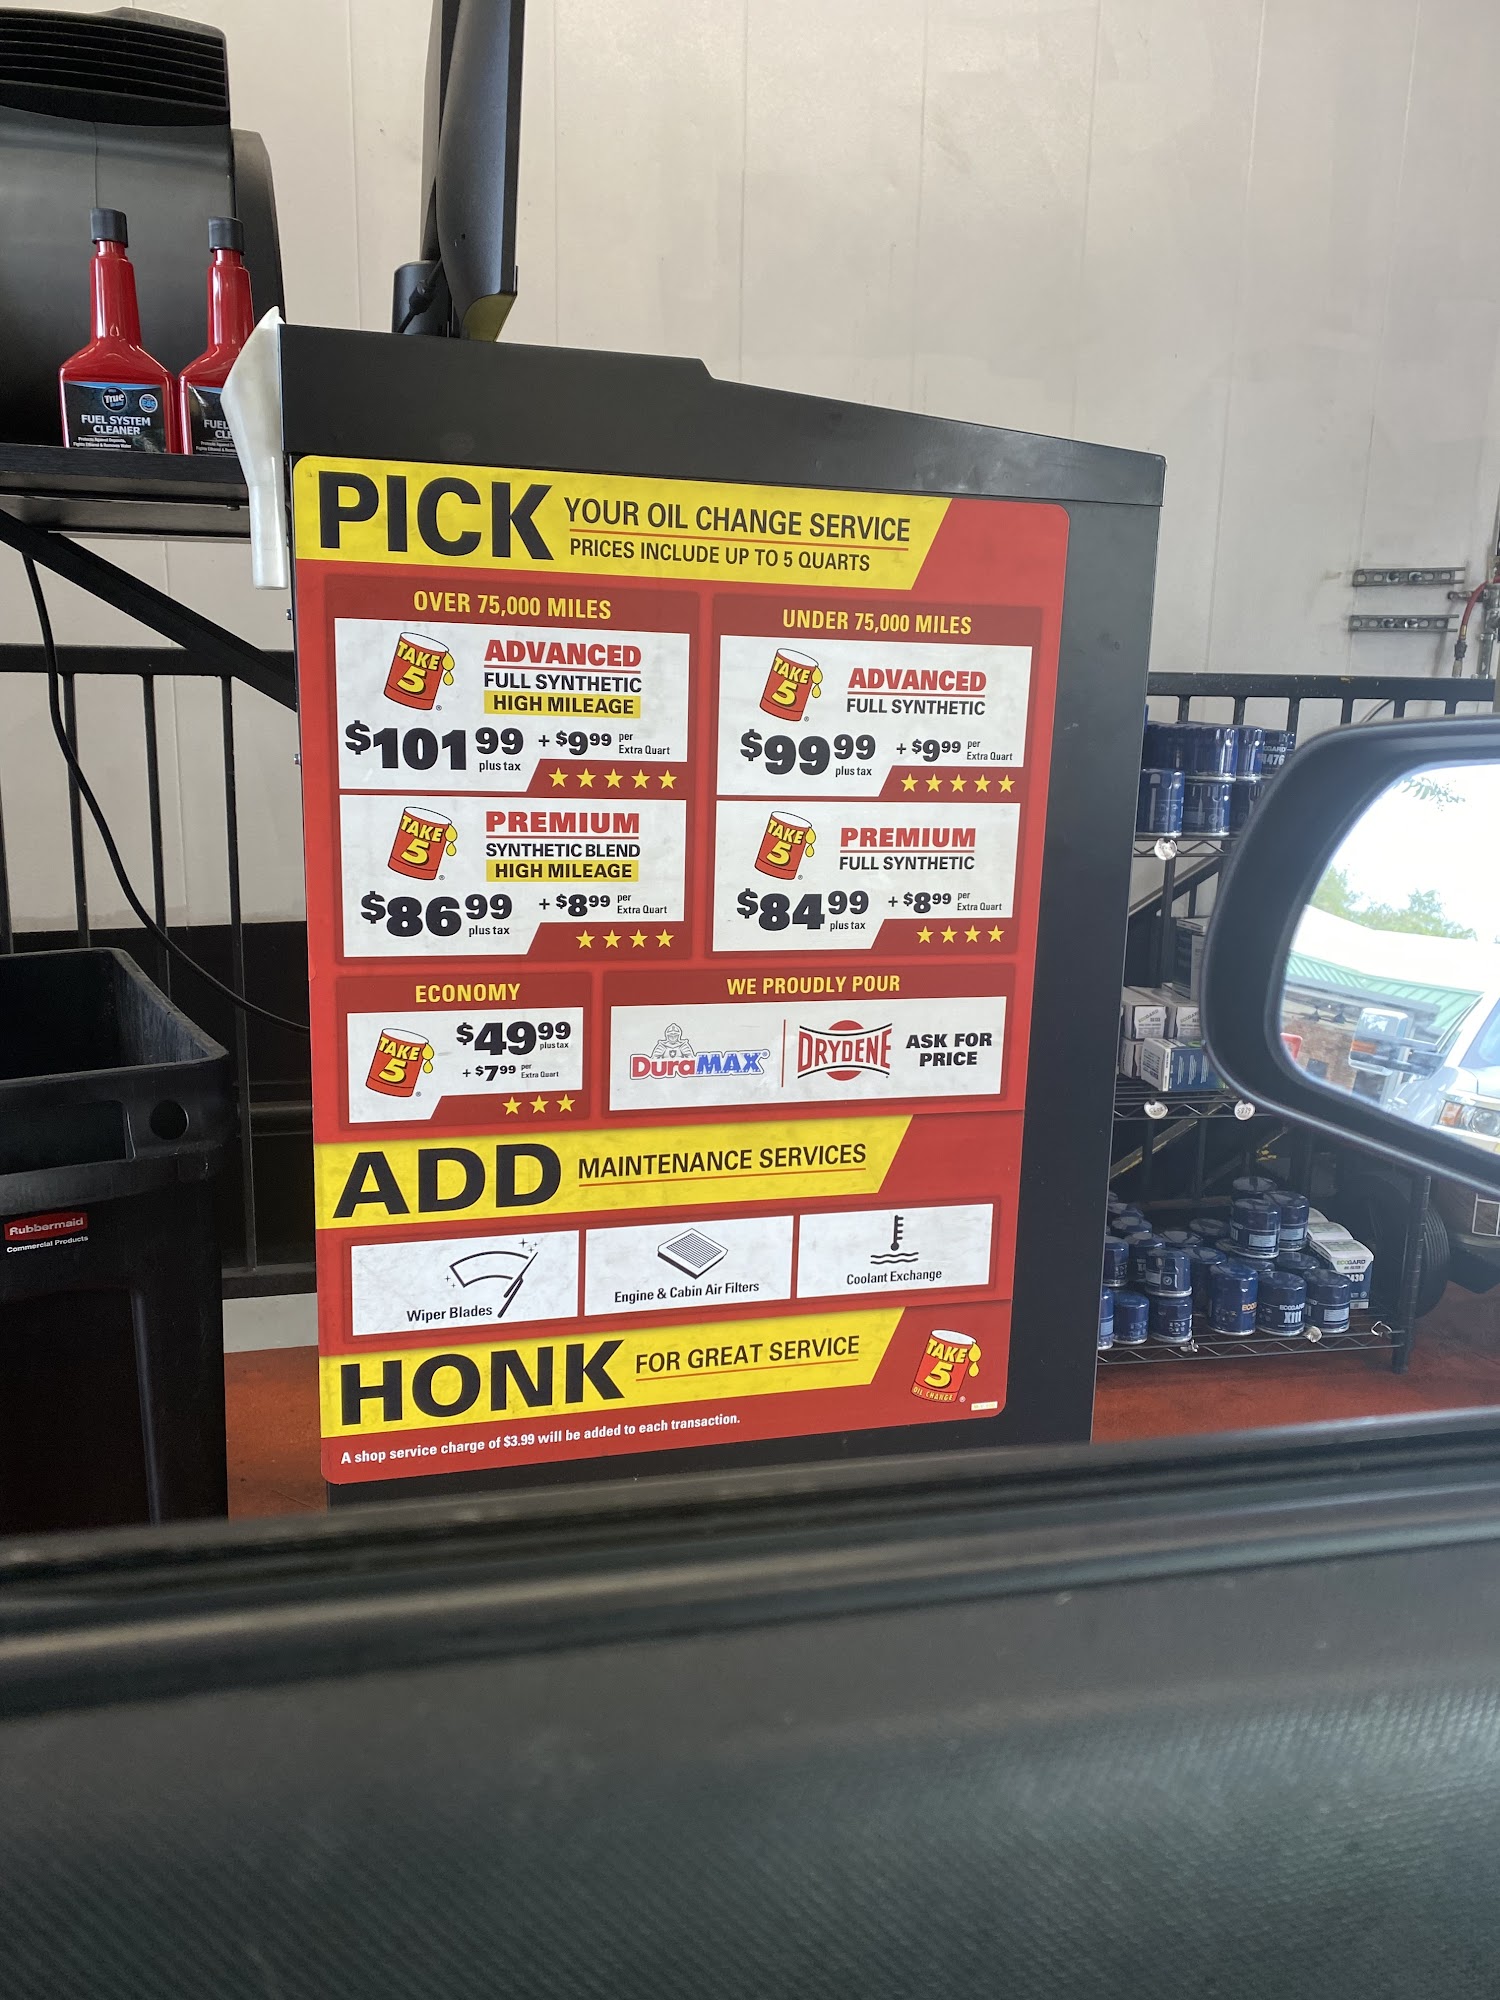 True
FUEL SYSTEM
CLEANER
FUEL
PICK
YOUR OIL CHANGE SERVICE
PRICES INCLUDE UP TO 5 QUARTS
OVER 75,000 MILES
TAKE 5
ADVANCED
FULL SYNTHETIC
HIGH MILEAGE
$101 99 plus tax
+ $9 99 per Extra Quart
TAKE 5
PREMIUM
SYNTHETIC BLEND
HIGH MILEAGE
$86 99 plus tax
+ $8 99 per Extra Quart
UNDER 75,000 MILES
TAKE 5
ADVANCED
FULL SYNTHETIC
$99 99 plus tax
+ $9 99 per Extra Quart
TAKE 5
PREMIUM
FULL SYNTHETIC
$84 99 plus tax
+ $8 99 per Extra Quart
ECONOMY
TAKE 5
$49 99 plus tax
+ $7 99 per Extra Quart
WE PROUDLY POUR
DuraMAX
DRYDENE
ASK FOR
PRICE
ADD
MAINTENANCE SERVICES
Wiper Blades
Engine & Cabin Air Filters
Coolant Exchange
HONK
FOR GREAT SERVICE
TAKE 5
OIL CHANGE
A shop service charge of $3.99 will be added to each transaction.
Rubbermaid
Commercial Products